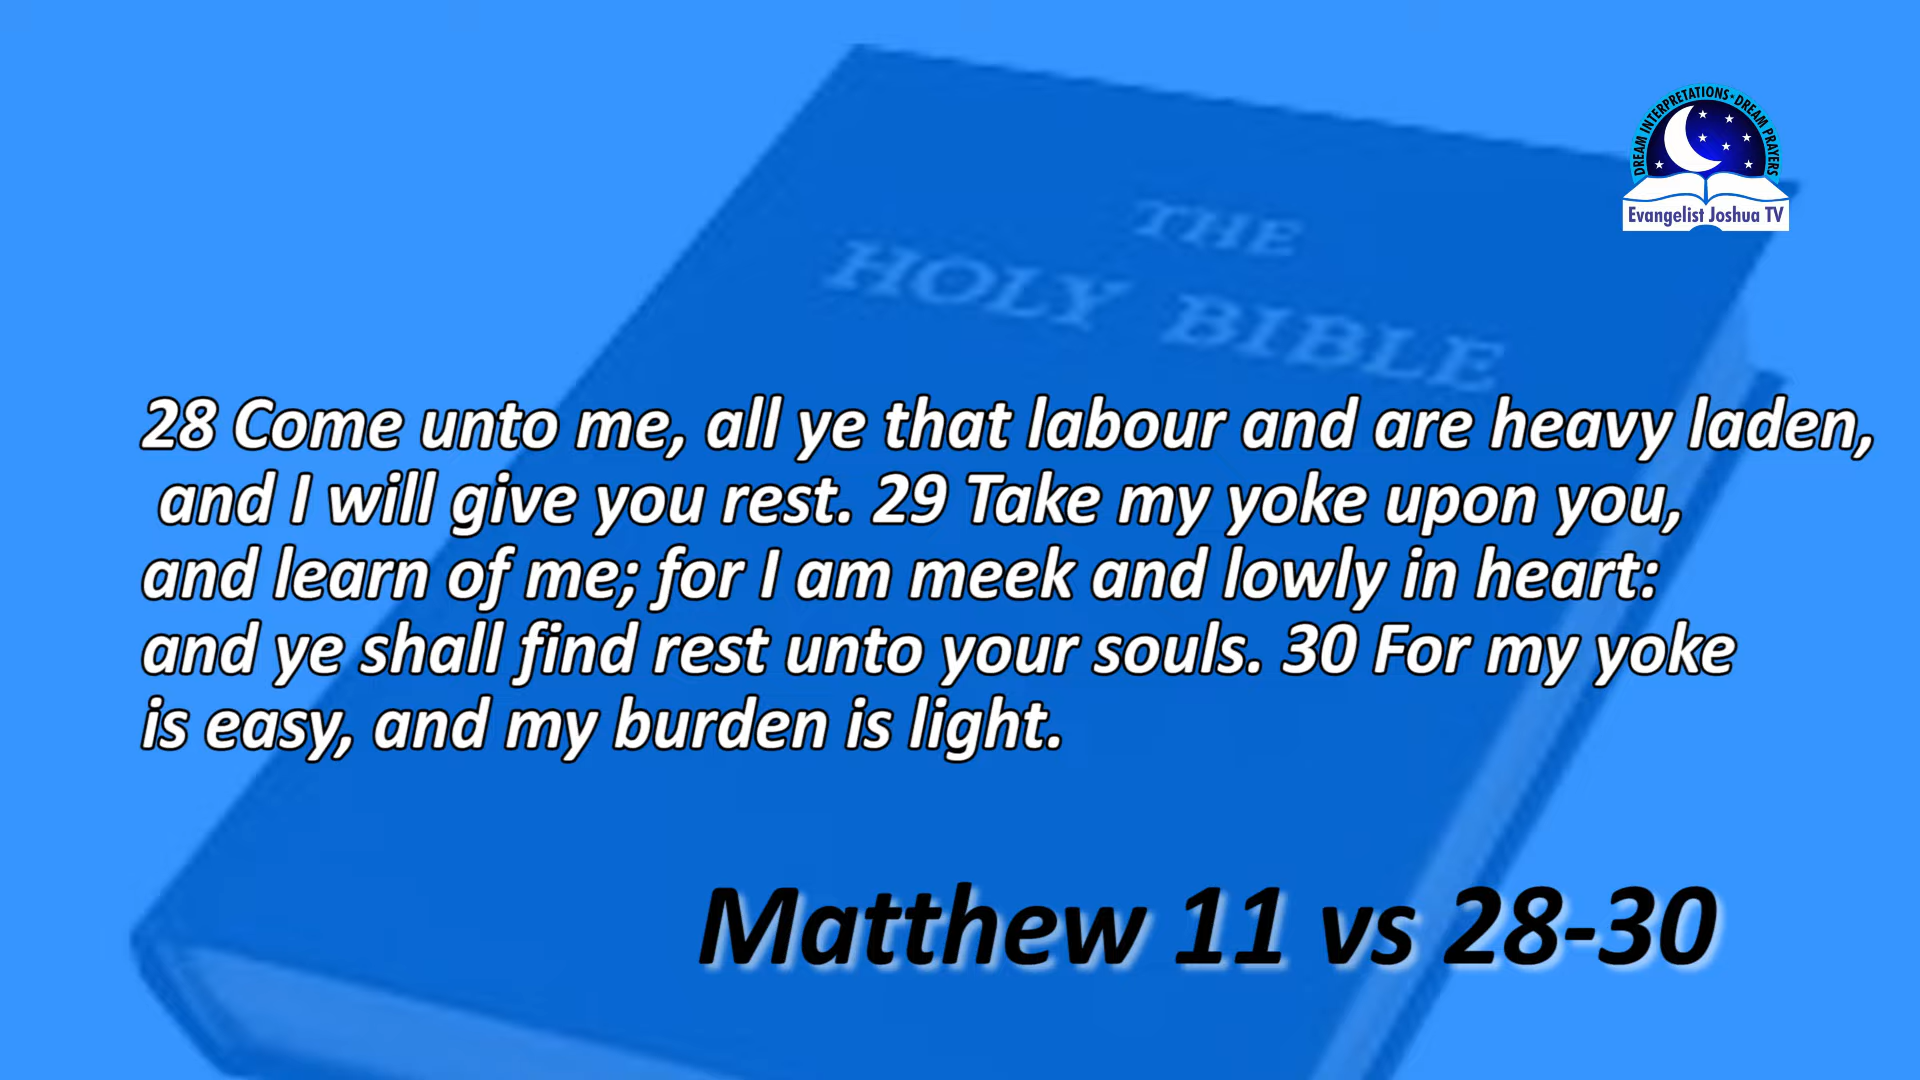 DREAM INTERPRETATIONS • DREAM PRAYERS
Evangelist Joshua TV
THE
HOLY BIBLE
28 Come unto me, all ye that labour and are heavy laden,
and I will give you rest. 29 Take my yoke upon you,
and learn of me; for I am meek and lowly in heart:
and ye shall find rest unto your souls. 30 For my yoke
is easy, and my burden is light.
Matthew 11 vs 28-30